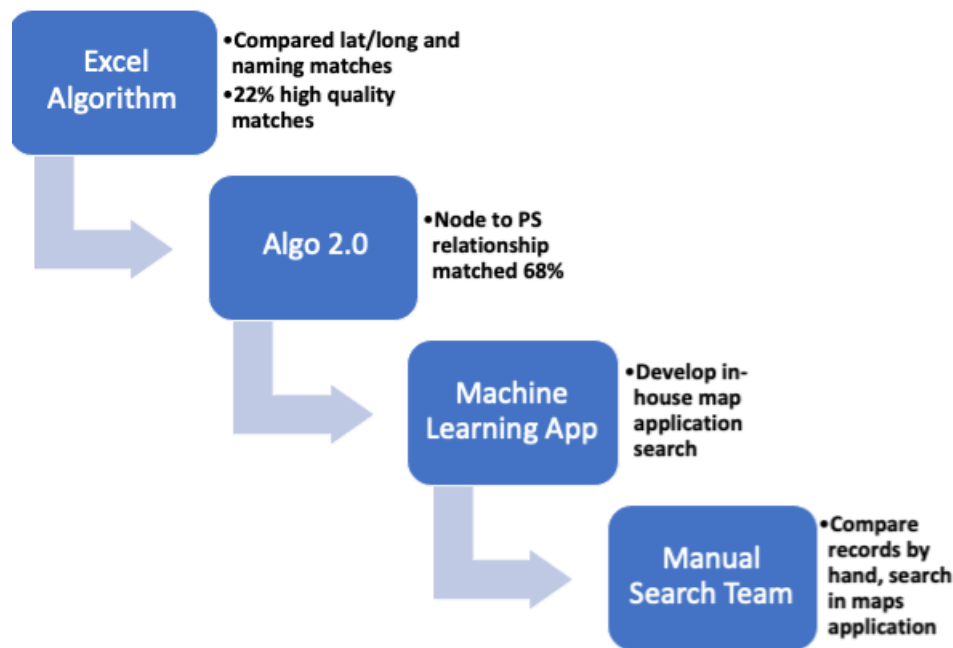 Excel
Algorithm
•Compared lat/long and
naming matches
•22% high quality
matches
Algo 2.0
•Node to PS
relationship
matched 68%
Machine
Learning App
•Develop in-
house map
application
search
Manual
Search Team
•Compare
records by
hand, search
in maps
application